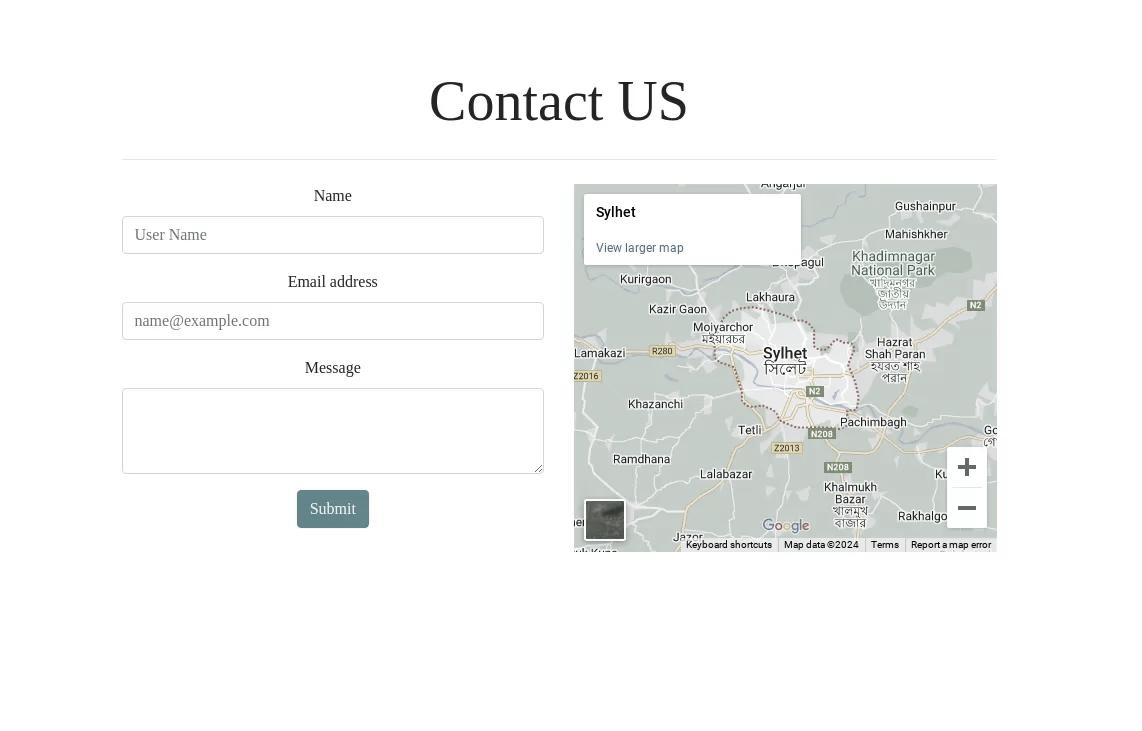 Contact US
Name
User Name
Email address
name@example.com
Message
Submit
Sylhet
View larger map
Gushainpur
Mahishkher
Khadimnagar
National Park
খাদিমনগর
জাতীয়
উদ্যান
Kurirgaon
Lakhaura
Kazir Gaon
N2
Moiyarchor
মইয়ারচর
Lamakazi
R280
Sylhet
সিলেট
Hazrat
Shah Paran
হযরত শাহ
পরান
Z2016
N2
Khazanchi
Tetli
N208
Pachimbagh
Z2013
Ramdhana
Lalabazar
N208
Khalmukh
Bazar
খালমুখ
বাজার
Rakhalgo
Google
Keyboard shortcuts
Map data ©2024
Terms
Report a map error